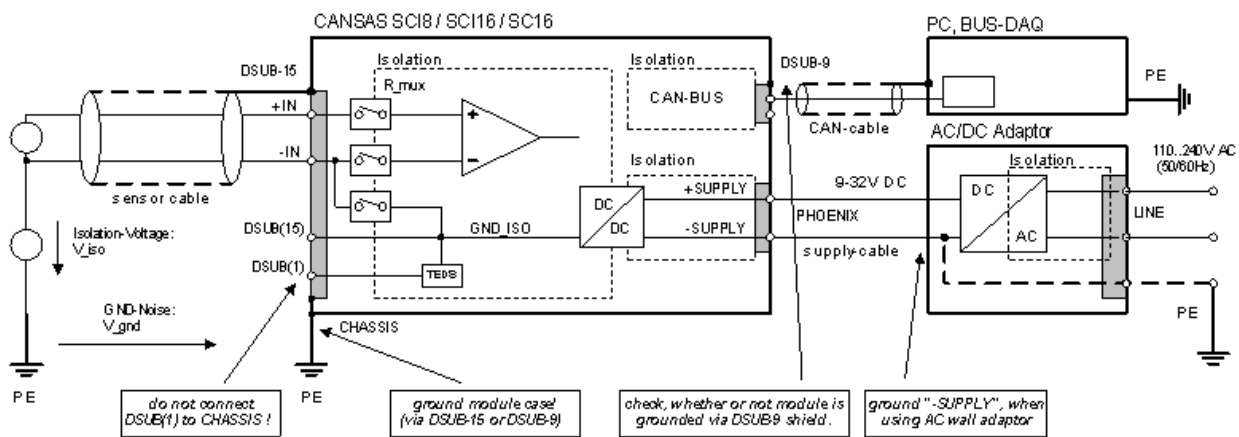 CANSAS SCI8 / SCI16 / SC16
PC, BUS-DAQ
Isolation
Isolation
DSUB-15
DSUB-9
R_mux
PE
+IN
CAN-BUS
CAN-cable
AC/DC Adaptor
-IN
Isolation
110..240V AC
(50/60Hz)
Isolation
sensor cable
+SUPPLY
9-32V DC
DC
DC
PHOENIX
LINE
Isolation-Voltage:
V_iso
DSUB(15)
GND_ISO
DC
-SUPPLY
AC
supply-cable
DSUB(1)
TEDS
GND-Noise:
V_gnd
CHASSIS
PE
PE
PE
do not connect
DSUB(1) to CHASSIS !
ground module case!
(via DSUB-15 or DSUB-9)
check, whether or not module is
grounded via DSUB-9 shield.
ground "-SUPPLY", when
using AC wall adaptor